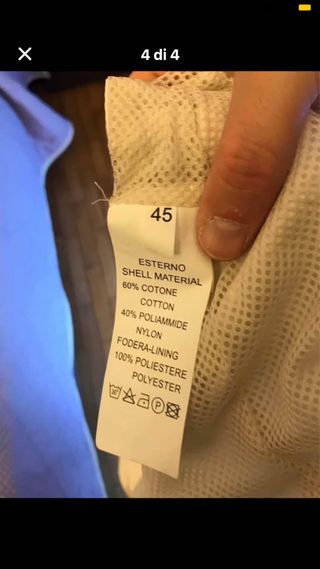 4 di 4
45
ESTERNO
SHELL MATERIAL
60% COTONE
COTTON
40% POLIAMMIDE
NYLON
FODERA-LINING
100% POLIESTERE
POLYESTER
P